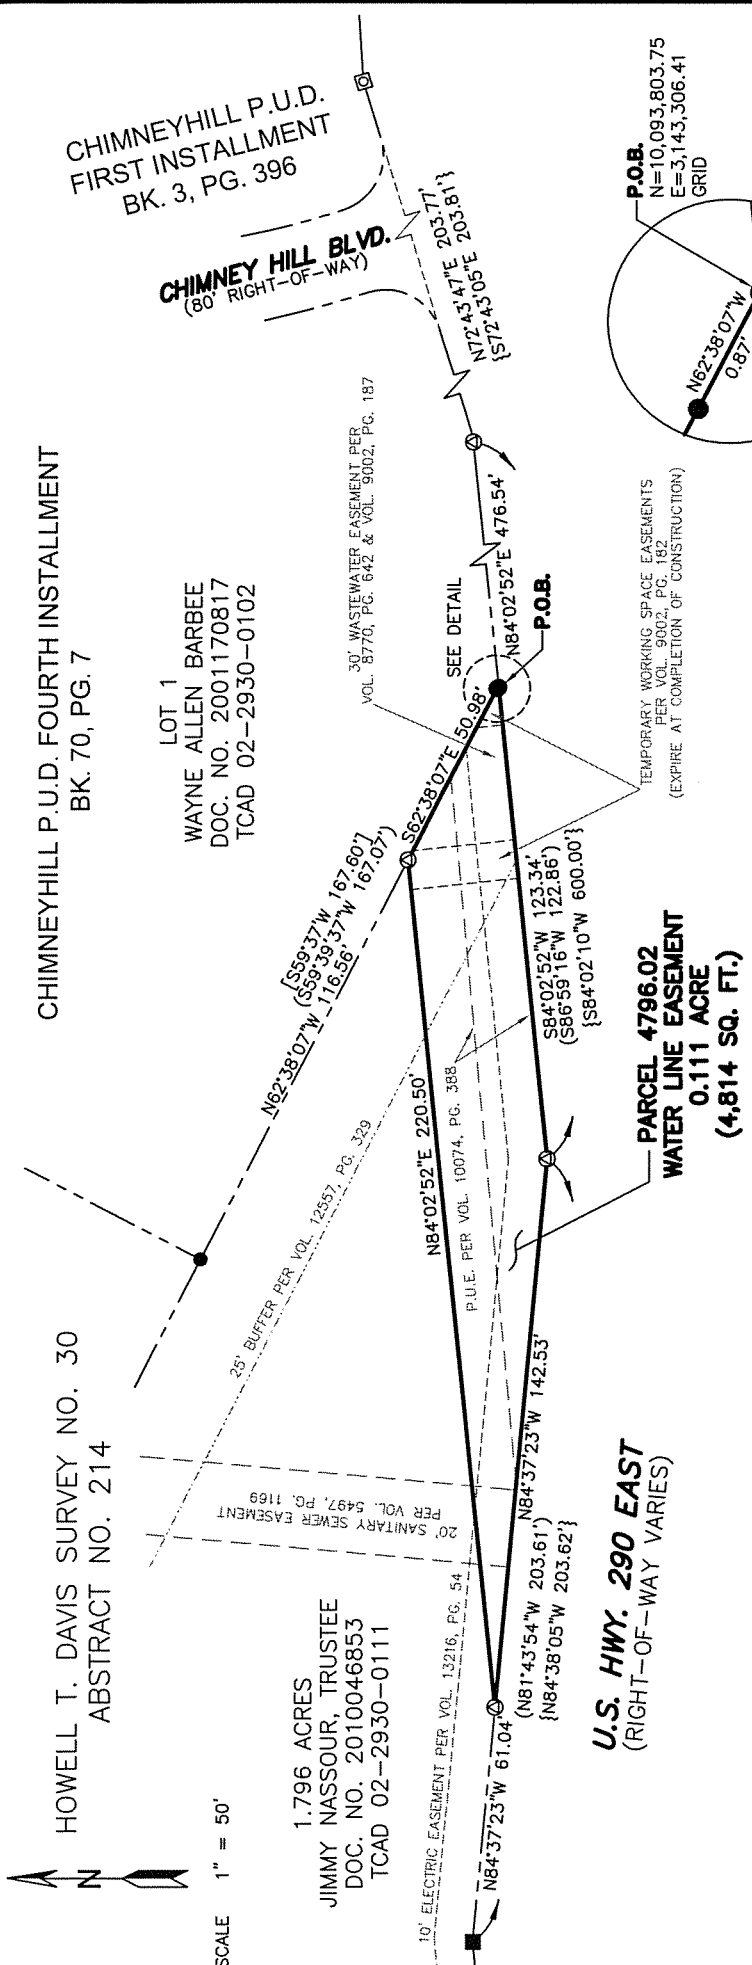 HOWELL T. DAVIS SURVEY NO. 30
ABSTRACT NO. 214
N
SCALE 1" = 50'
CHIMNEYHILL P.U.D. FOURTH INSTALLMENT
BK. 70, PG. 7
CHIMNEYHILL P.U.D.
FIRST INSTALLMENT
BK. 3, PG. 396
CHIMNEY HILL BLVD.
(80' RIGHT-OF-WAY)
LOT 1
WAYNE ALLEN BARBEE
DOC. NO. 2001170817
TCAD 02-2930-0102
1.796 ACRES
JIMMY NASSOUR, TRUSTEE
DOC. NO. 2010046853
TCAD 02-2930-0111
20' SANITARY SEWER EASEMENT
PER VOL. 5497, PG. 1169
25' BUFFER PER VOL. 12557, PG. 329
[S59°37'W 167.60']
(S59°39'37"W 167.07')
N62°38'07"W 116.56'
S62°38'07"E 50.98'
30' WASTEWATER EASEMENT PER
VOL. 8770, PG. 642 & VOL. 9002, PG. 187
SEE DETAIL
N72°43'47"E 203.77'
{S72°43'05"E 203.81'}
N84°02'52"E 476.54'
P.O.B.
N84°02'52"E 220.50'
P.U.E. PER VOL. 10074, PG. 388
10' ELECTRIC EASEMENT PER VOL. 13216, PG. 54
N84°37'23"W 61.04'
N84°37'23"W 142.53'
(N81°43'54"W 203.61')
{N84°38'05"W 203.62'}
S84°02'52"W 123.34'
(S86°59'16"W 122.86')
{S84°02'10"W 600.00'}
TEMPORARY WORKING SPACE EASEMENTS
PER VOL. 9002, PG. 182
(EXPIRE AT COMPLETION OF CONSTRUCTION)
U.S. HWY. 290 EAST
(RIGHT-OF-WAY VARIES)
PARCEL 4796.02
WATER LINE EASEMENT
0.111 ACRE
(4,814 SQ. FT.)
N62°38'07"W
0.87'
P.O.B.
N=10,093,803.75
E=3,143,306.41
GRID